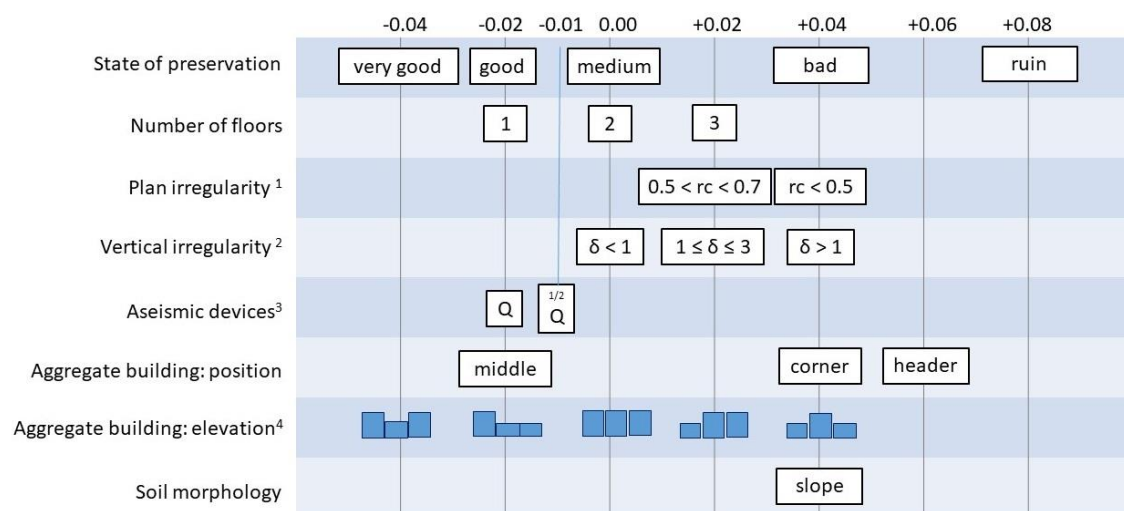 -0.04 -0.02 -0.01 0.00 +0.02 +0.04 +0.06 +0.08
State of preservation very good good medium bad ruin
Number of floors 1 2 3
Plan irregularity 1 0.5 < rc < 0.7 rc < 0.5
Vertical irregularity 2 δ < 1 1 ≤ δ ≤ 3 δ > 1
Aseismic devices3 Q 1/2 Q
Aggregate building: position middle corner header
Aggregate building: elevation4
Soil morphology slope